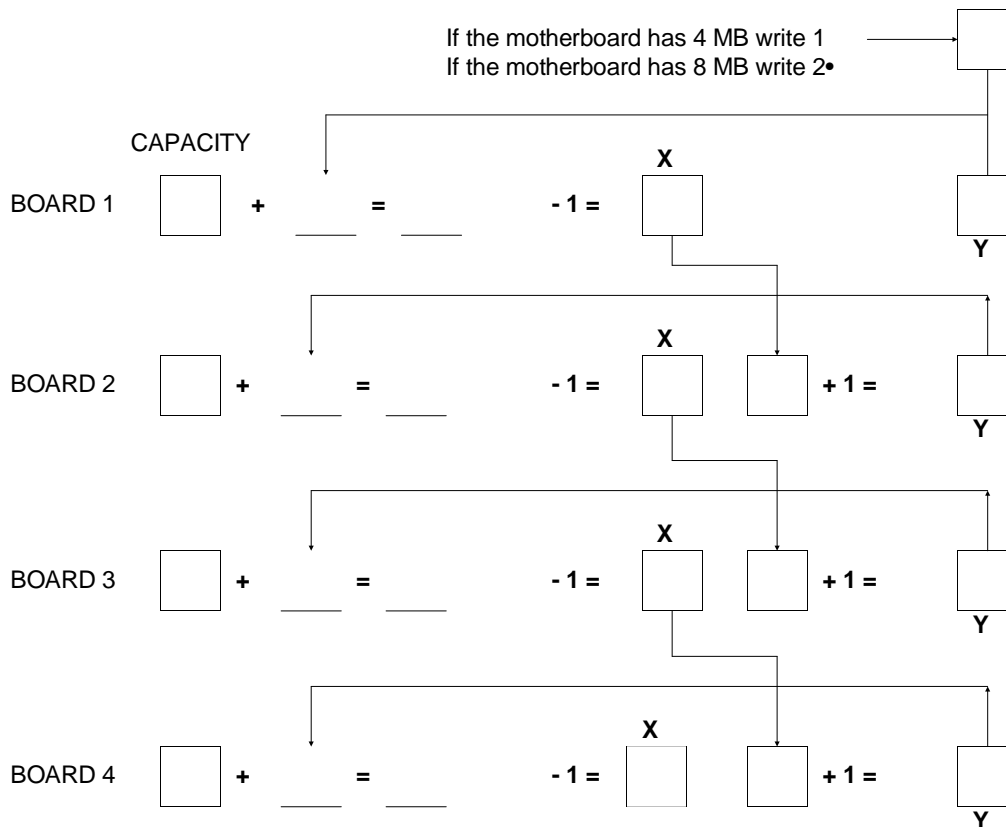 If the motherboard has 4 MB write 1
If the motherboard has 8 MB write 2•
CAPACITY
X
BOARD 1 + = - 1 =
Y
X
BOARD 2 + = - 1 = + 1 =
Y
X
BOARD 3 + = - 1 = + 1 =
Y
X
BOARD 4 + = - 1 = + 1 =
Y